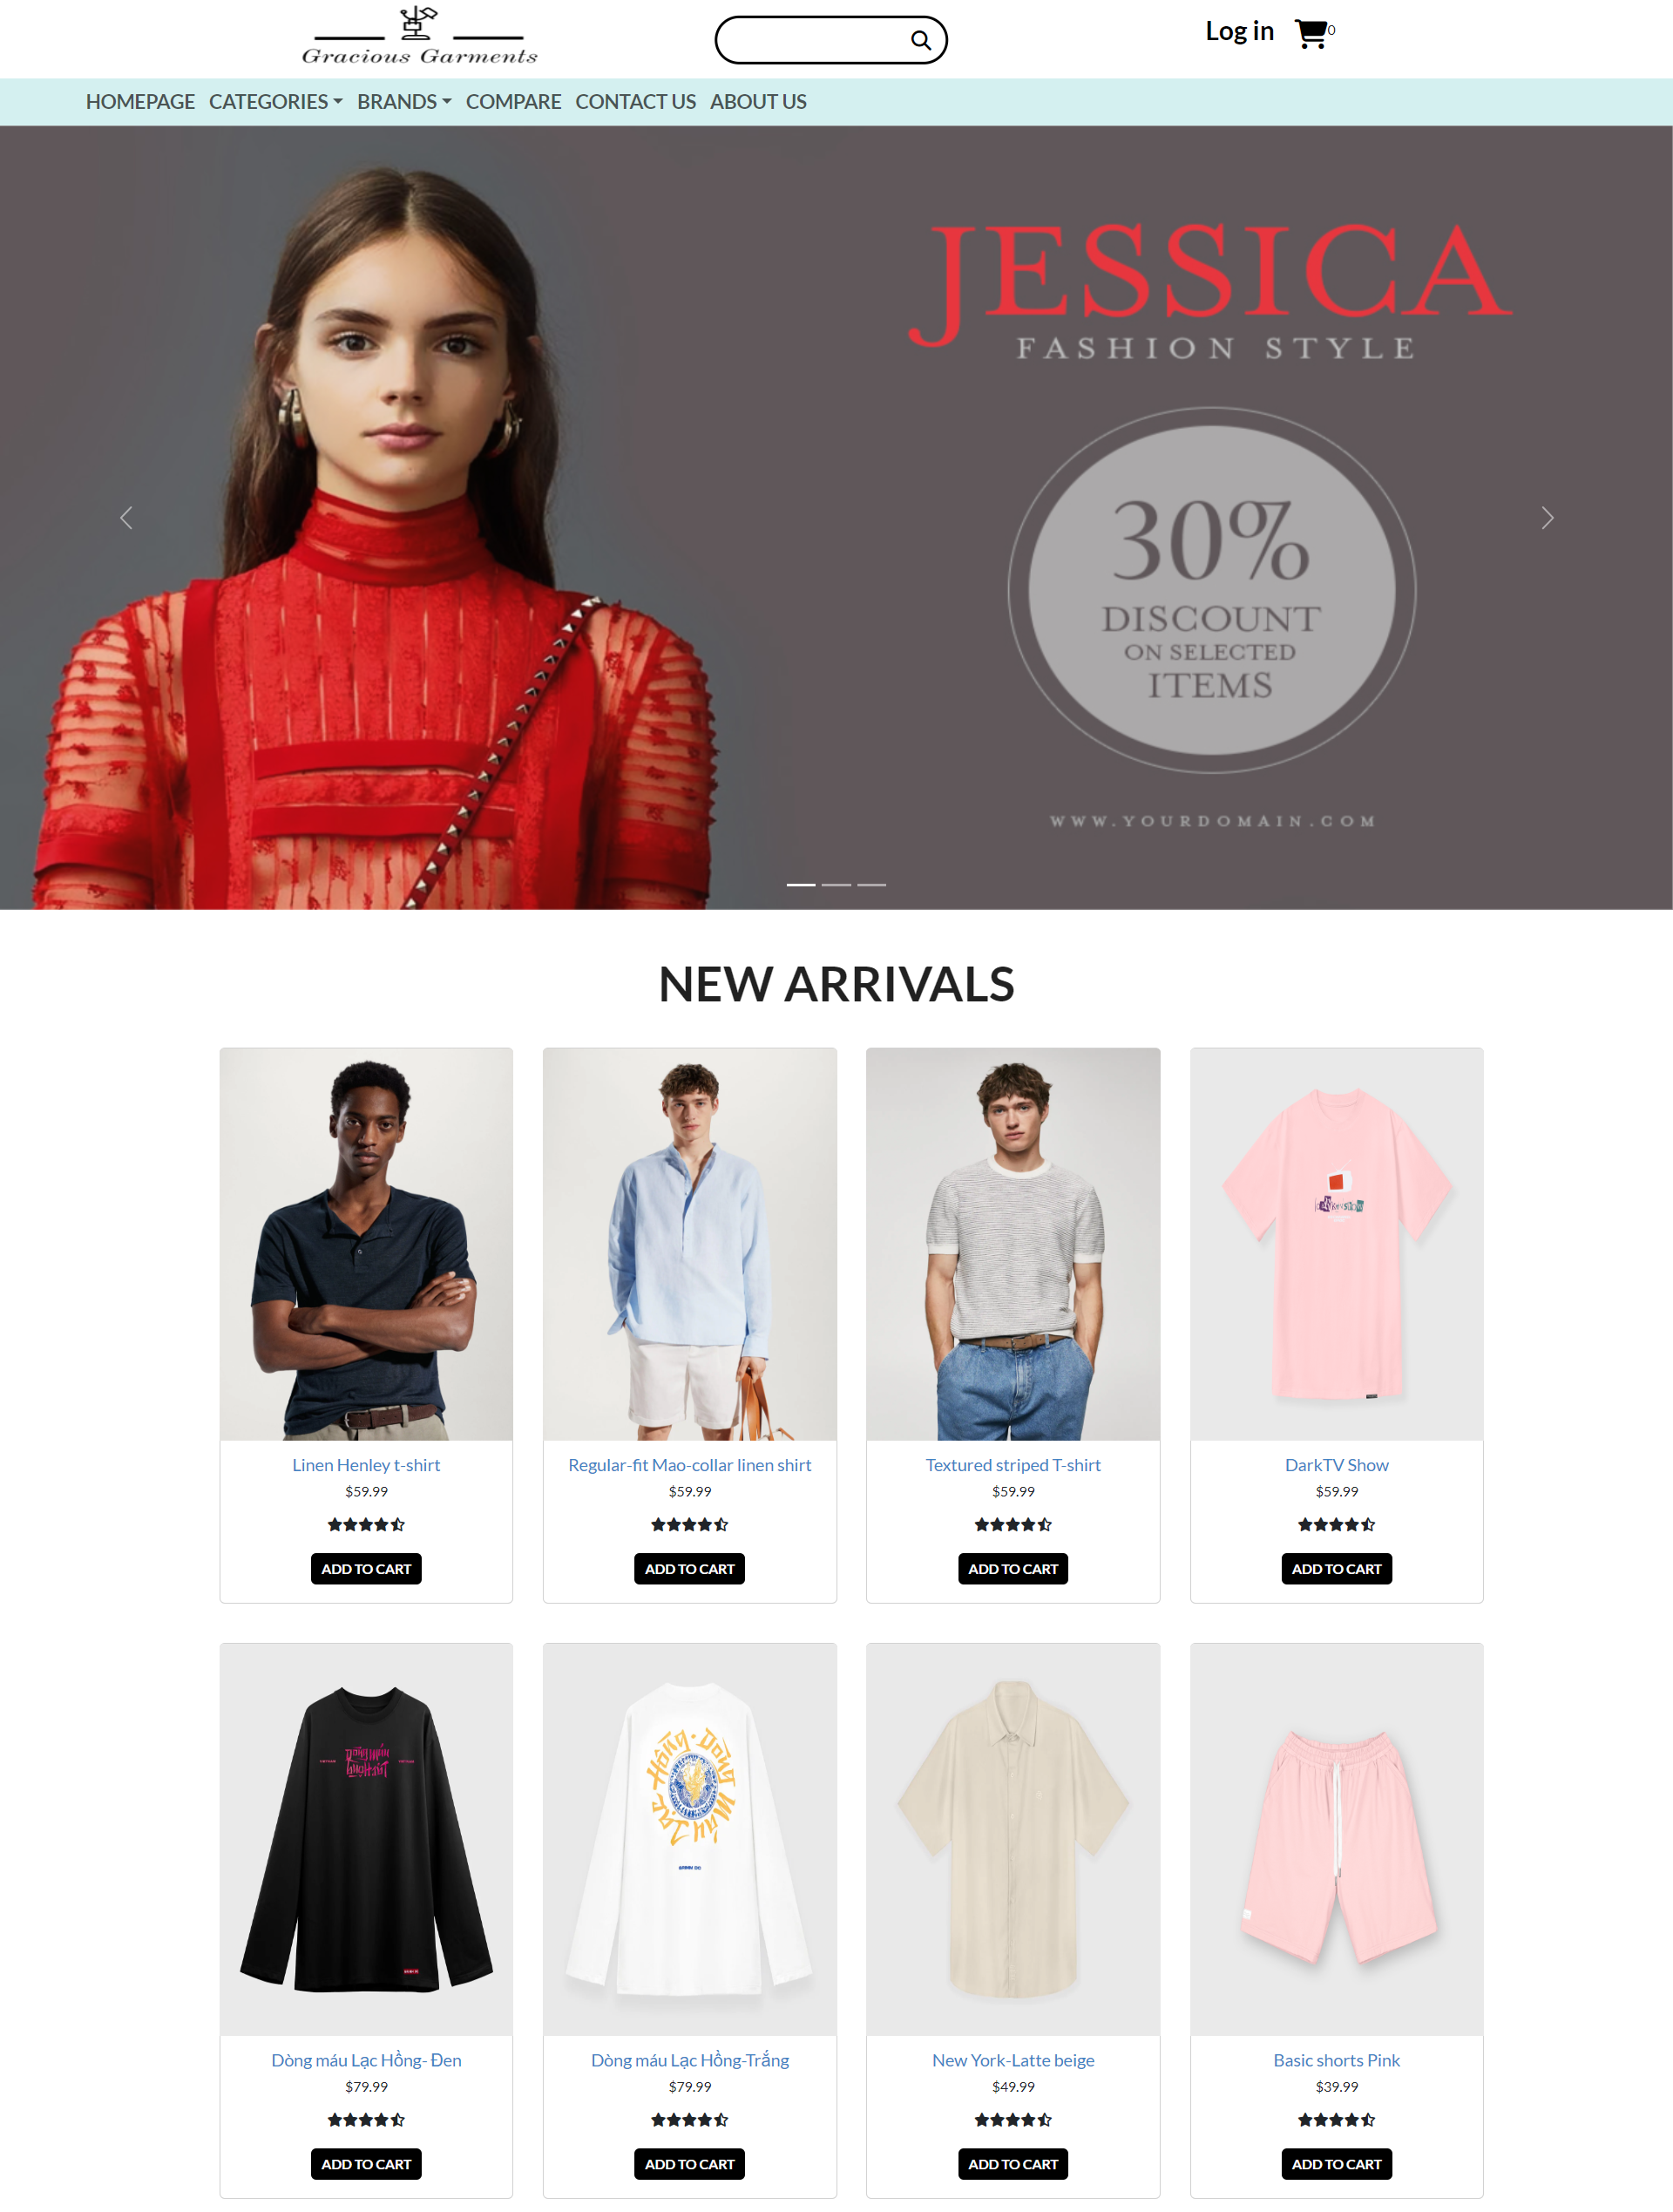 Gracious Garments
Log in
0
HOMEPAGE CATEGORIES BRANDS COMPARE CONTACT US ABOUT US
JESSICA
FASHION STYLE
30%
DISCOUNT
ON SELECTED
ITEMS
WWW.YOURDOMAIN.COM
NEW ARRIVALS
Linen Henley t-shirt
$59.99
ADD TO CART
Regular-fit Mao-collar linen shirt
$59.99
ADD TO CART
Textured striped T-shirt
$59.99
ADD TO CART
DarkTV Show
$59.99
ADD TO CART
Hồng · Dòng Máu Lạc
Dòng máu Lạc Hồng- Đen
$79.99
ADD TO CART
Dòng máu Lạc Hồng-Trắng
$79.99
ADD TO CART
New York-Latte beige
$49.99
ADD TO CART
Basic shorts Pink
$39.99
ADD TO CART